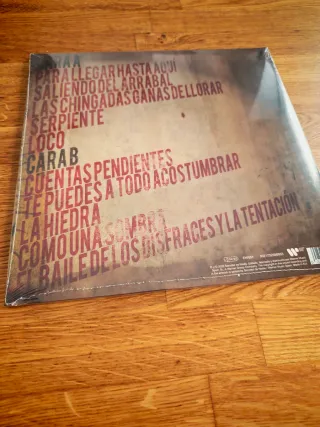 CARA A
PARA LLEGAR HASTA AQUÍ
SALIENDO DEL ARRABAL
LAS CHINGADAS GANAS DE LLORAR
SERPIENTE
LOCO
CARA B
CUENTAS PENDIENTES
TE PUEDES A TODO ACOSTUMBRAR
LA HIEDRA
COMO UNA SOMBRA
EL BAILE DE LOS DISFRACES Y LA TENTACIÓN